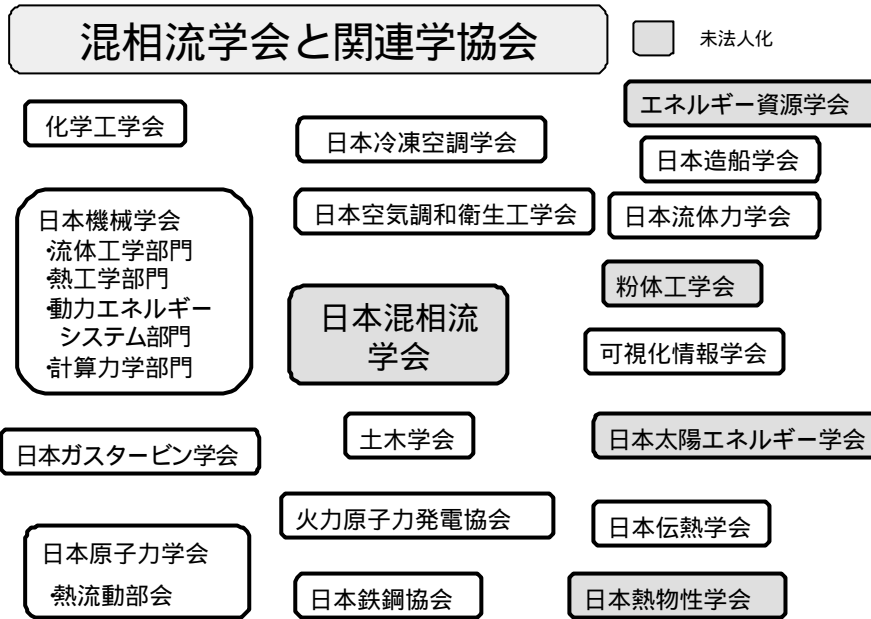 混相流学会と関連学協会
未法人化
エネルギー資源学会
化学工学会
日本冷凍空調学会
日本造船学会
日本機械学会
・流体工学部門
・熱工学部門
・動力エネルギー
システム部門
・計算力学部門
日本空気調和衛生工学会
日本流体力学会
粉体工学会
日本混相流
学会
可視化情報学会
日本ガスタービン学会
土木学会
日本太陽エネルギー学会
火力原子力発電協会
日本伝熱学会
日本原子力学会
・熱流動部会
日本鉄鋼協会
日本熱物性学会